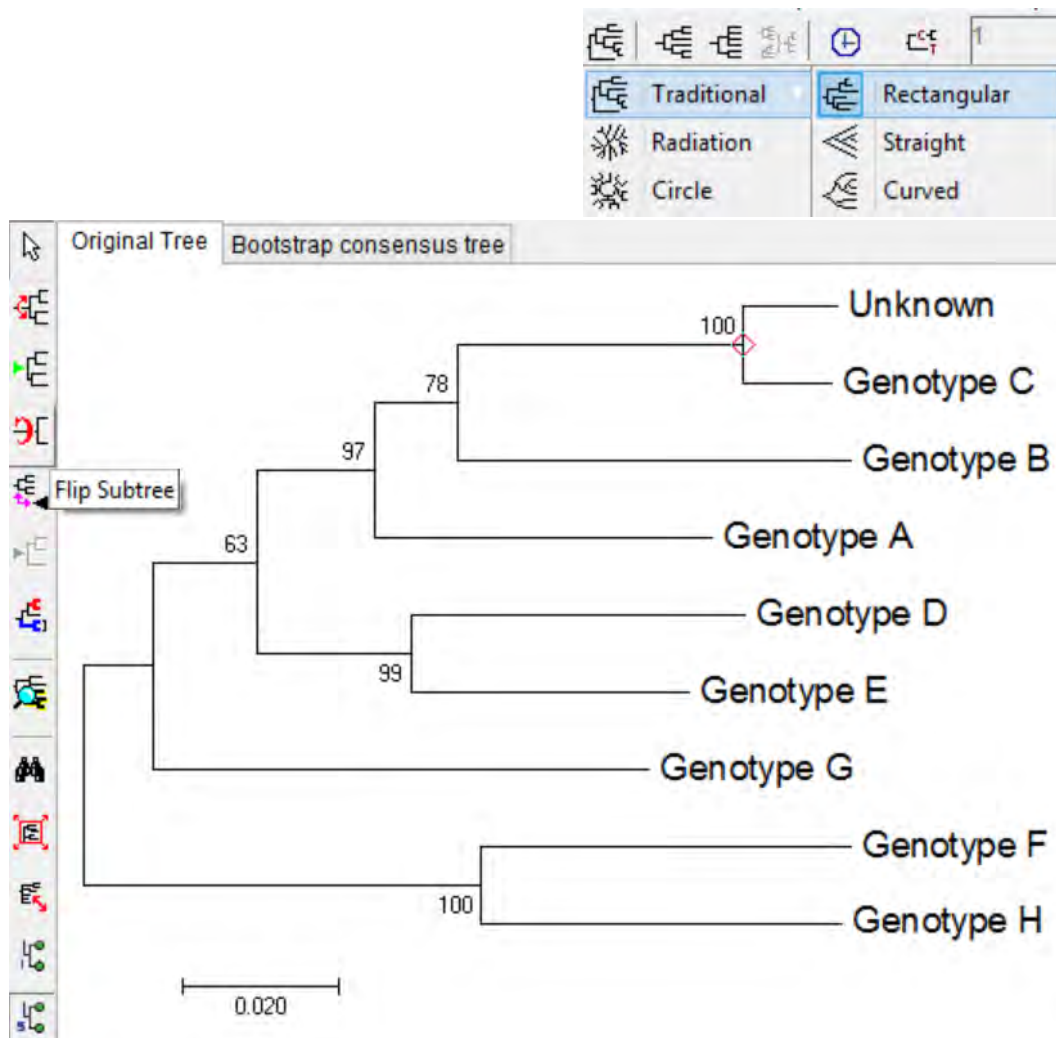 1
Traditional Rectangular
Radiation Straight
Circle Curved
Original Tree Bootstrap consensus tree
Unknown
100
Genotype C
78
Genotype B
97
Flip Subtree
Genotype A
63
Genotype D
99
Genotype E
Genotype G
Genotype F
100
Genotype H
0.020